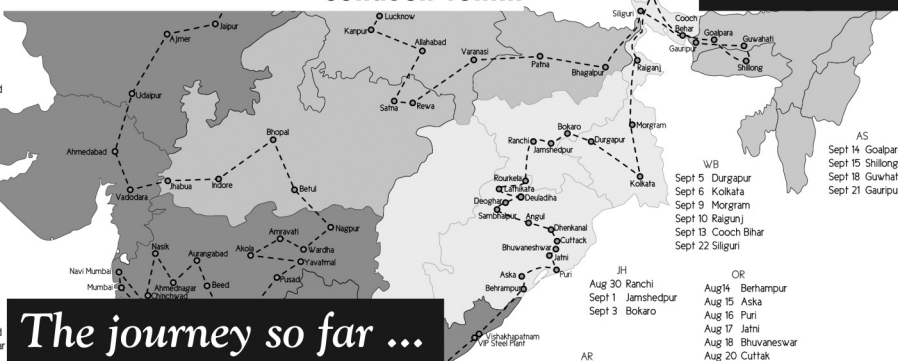 Lucknow
Siliguri
Cooch
Behar
Goalpara
Guwahati
Gauripur
Shillong
Jaipur
Ajmer
Kanpur
Allahabad
Varanasi
Patna
Bhagalpur
Raiganj
Udaipur
Satna
Rewa
Bhopal
Bokaro
Ranchi
Jamshedpur
Durgapur
Morgram
Ahmedabad
Jhabua
Indore
Betul
Vadodara
Rourkela
Lathikata
Deuladiha
Deoghar
Sambhalpur
Angul
Kolkata
Nagpur
Amravati
Akola
Wardha
Yavatmal
Nasik
Aurangabad
Dhenkanal
Cuttack
Bhuwaneshwar
Jatni
Puri
Navi Mumbai
Mumbai
Ahmednagar
Beed
Pusad
Chinchwad
Aska
Behrampur
Vishakhapatnam
VIP Steel Plant
AS
Sept 14 Goalpar
Sept 15 Shillong
Sept 18 Guwhat
Sept 21 Gauripu
WB
Sept 5 Durgapur
Sept 6 Kolkata
Sept 9 Morgram
Sept 10 Raigunj
Sept 13 Cooch Bihar
Sept 22 Siliguri
JH
Aug 30 Ranchi
Sept 1 Jamshedpur
Sept 3 Bokaro
OR
Aug14 Berhampur
Aug 15 Aska
Aug 16 Puri
Aug 17 Jatni
Aug 18 Bhuvaneswar
Aug 20 Cuttak
AR
The journey so far ...